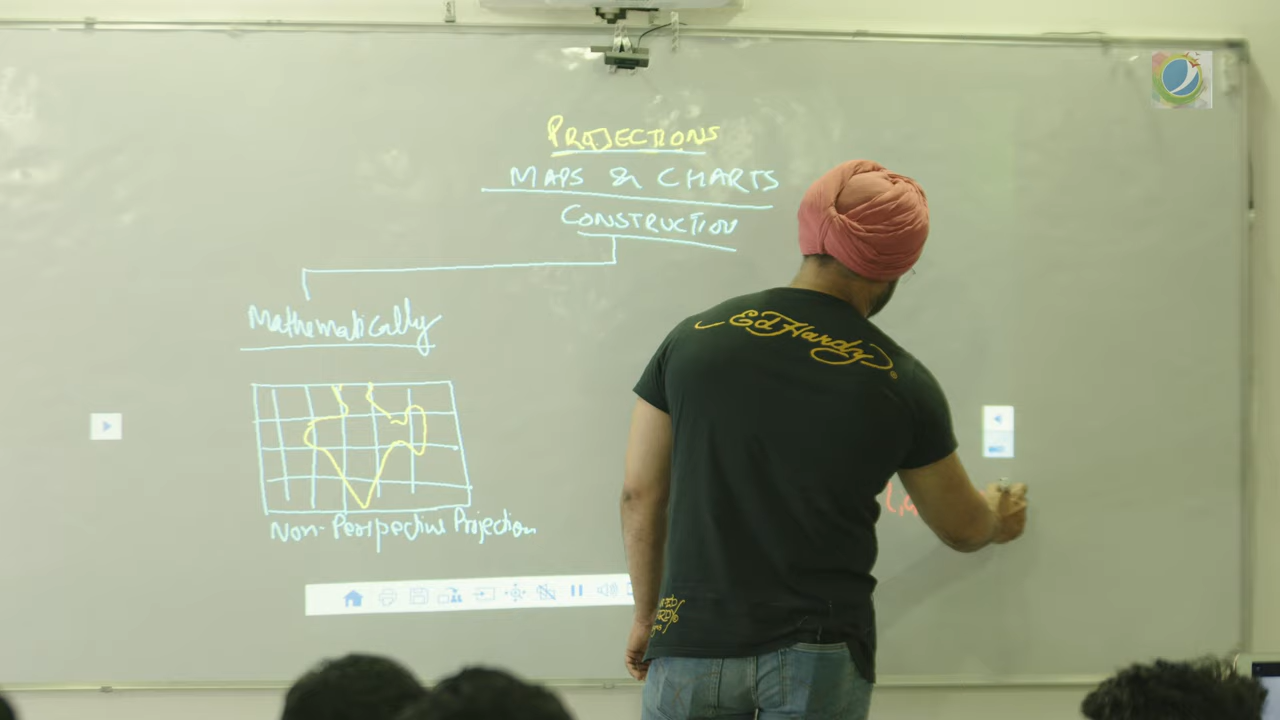 PROJECTIONS
MAPS & CHARTS
CONSTRUCTION
Mathematically
Non-Perspective Projection
Ed Hardy